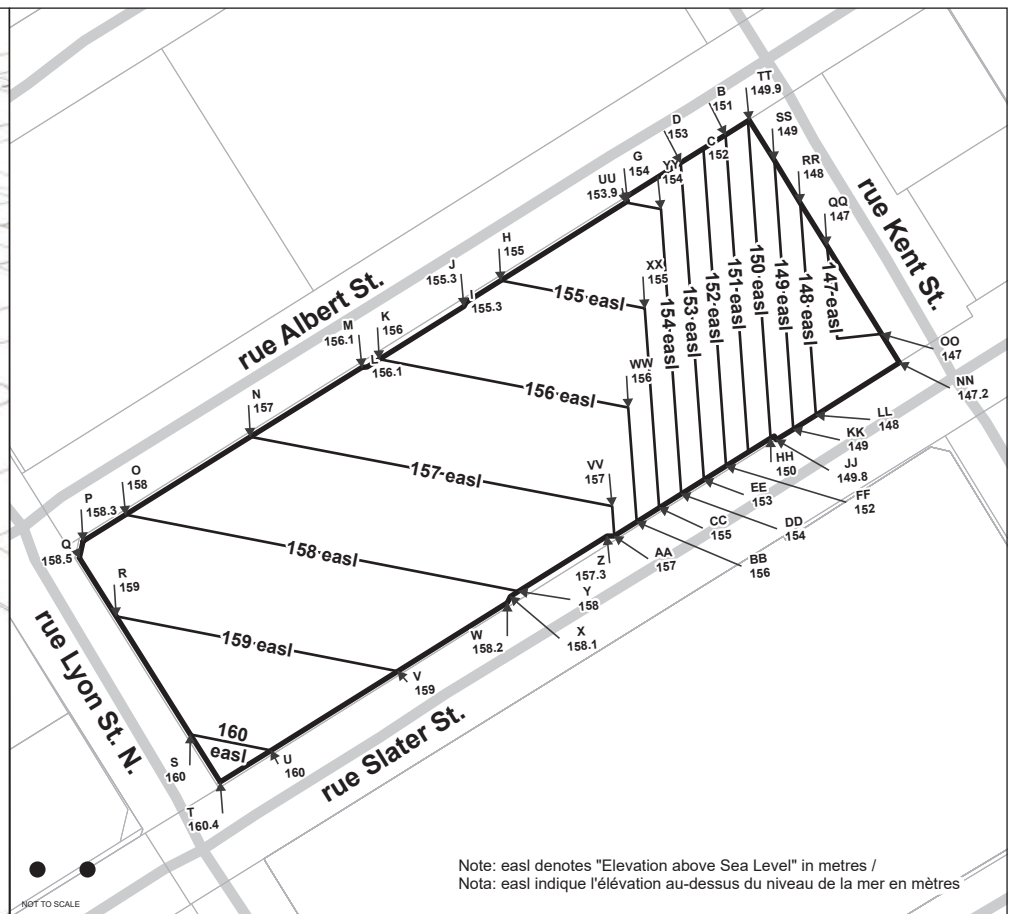 TT
149.9
B
151
SS
149
D
153
C
152
RR
148
G
154
YY
154
UU
153.9
QQ
147
rue Kent St.
H
155
XX
155
J
155.3
I
155.3
rue Albert St.
155 easl
154 easl
153 easl
152 easl
151 easl
150 easl
149 easl
148 easl
147 easl
M
156.1
K
156
L
156.1
OO
147
WW
156
NN
147.2
N
157
156 easl
LL
148
KK
149
HH
150
JJ
149.8
157 easl
VV
157
O
158
EE
153
FF
152
P
158.3
CC
155
DD
154
Q
158.5
158 easl
Z
157.3
AA
157
BB
156
R
159
Y
158
W
158.2
X
158.1
rue Lyon St. N.
159 easl
V
159
160
easl
S
160
U
160
rue Slater St.
T
160.4
Note: easl denotes "Elevation above Sea Level" in metres /
Nota: easl indique l'élévation au-dessus du niveau de la mer en mètres
NOT TO SCALE